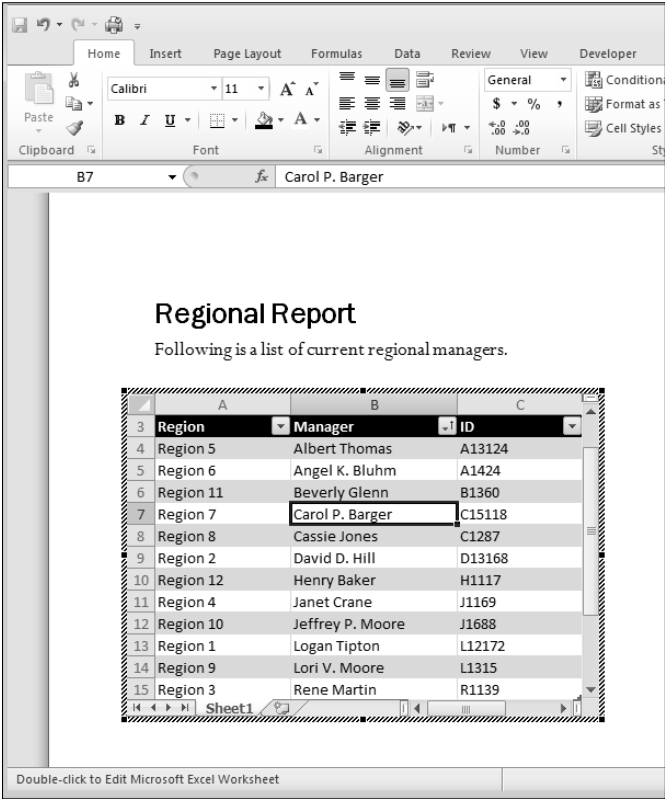 Home Insert Page Layout Formulas Data Review View Developer
Calibri 11 A A General Conditiona
Paste B I U A $ % , Format as
.00 .00 Cell Styles
Clipboard Font Alignment Number Sty
B7 fx Carol P. Barger
Regional Report
Following is a list of current regional managers.
A B C
3 Region Manager ID
4 Region 5 Albert Thomas A13124
5 Region 6 Angel K. Bluhm A1424
6 Region 11 Beverly Glenn B1360
7 Region 7 Carol P. Barger C15118
8 Region 8 Cassie Jones C1287
9 Region 2 David D. Hill D13168
10 Region 12 Henry Baker H1117
11 Region 4 Janet Crane J1169
12 Region 10 Jeffrey P. Moore J1688
13 Region 1 Logan Tipton L12172
14 Region 9 Lori V. Moore L1315
15 Region 3 Rene Martin R1139
Sheet1
Double-click to Edit Microsoft Excel Worksheet